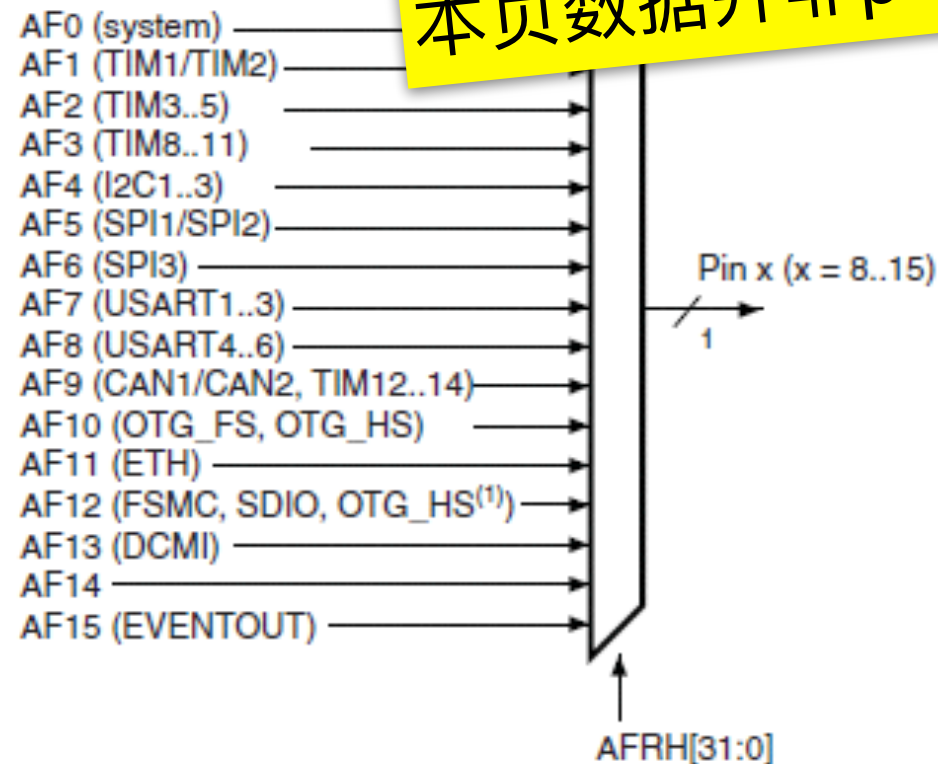 本页数据并非
AF0 (system)
AF1 (TIM1/TIM2)
AF2 (TIM3..5)
AF3 (TIM8..11)
AF4 (I2C1..3)
AF5 (SPI1/SPI2)
AF6 (SPI3)
AF7 (USART1..3)
AF8 (USART4..6)
AF9 (CAN1/CAN2, TIM12..14)
AF10 (OTG_FS, OTG_HS)
AF11 (ETH)
AF12 (FSMC, SDIO, OTG_HS(1))
AF13 (DCMI)
AF14
AF15 (EVENTOUT)
Pin x (x = 8..15)
1
AFRH[31:0]